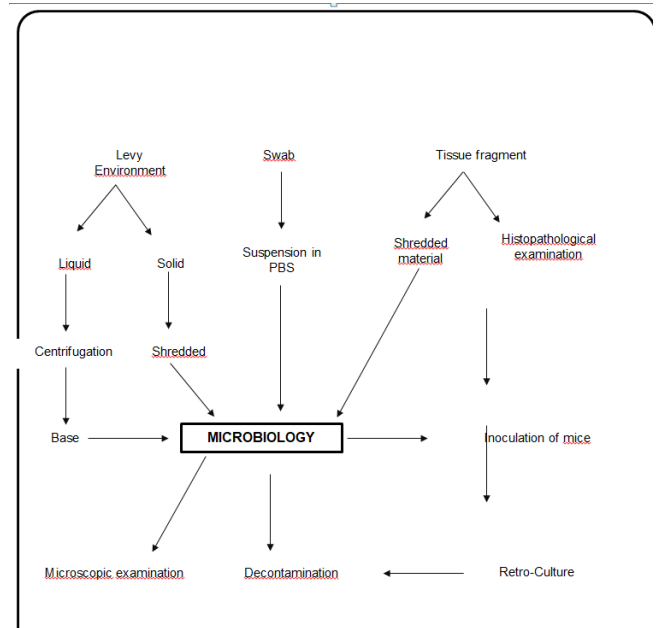 Levy
Environment
Swab
Tissue fragment
Liquid
Solid
Suspension in
PBS
Shredded
material
Histopathological
examination
Centrifugation
Shredded
Base
MICROBIOLOGY
Inoculation of mice
Microscopic examination
Decontamination
Retro-Culture